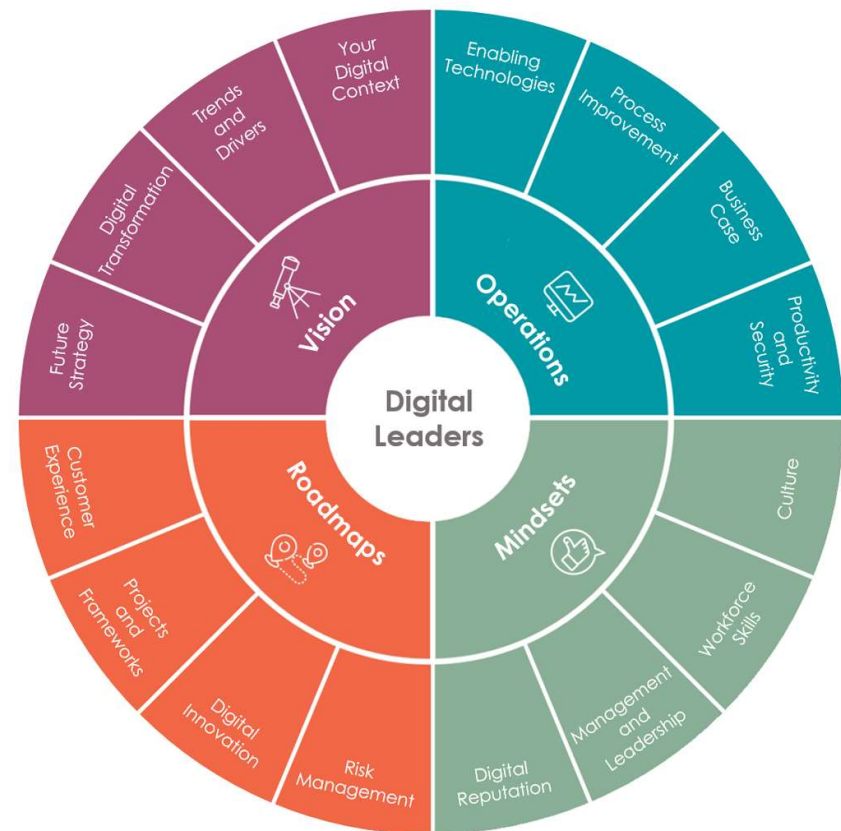 Digital
Leaders
Vision
Your
Digital
Context
Trends
and
Drivers
Digital
Transformation
Future
Strategy
Operations
Enabling
Technologies
Process
Improvement
Business
Case
Productivity
and
Security
Mindsets
Culture
Workforce
Skills
Management
and
Leadership
Digital
Reputation
Roadmaps
Customer
Experience
Projects
and
Frameworks
Digital
Innovation
Risk
Management